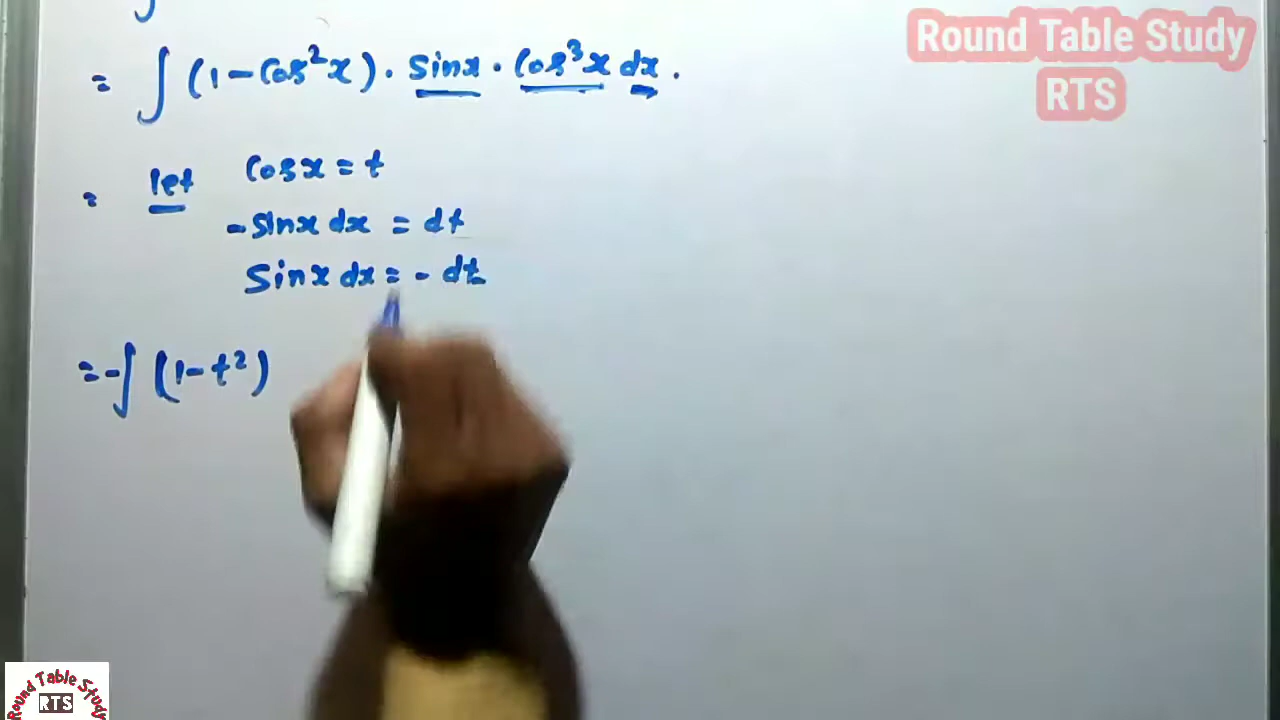 ∫
= ∫ (1 - Cos²x) · Sinx · Cos³x dx.
Round Table Study
RTS
= let Cosx = t
-Sinx dx = dt
Sinx dx = - dt
= -∫ (1 - t²)
Round Table Study
RTS